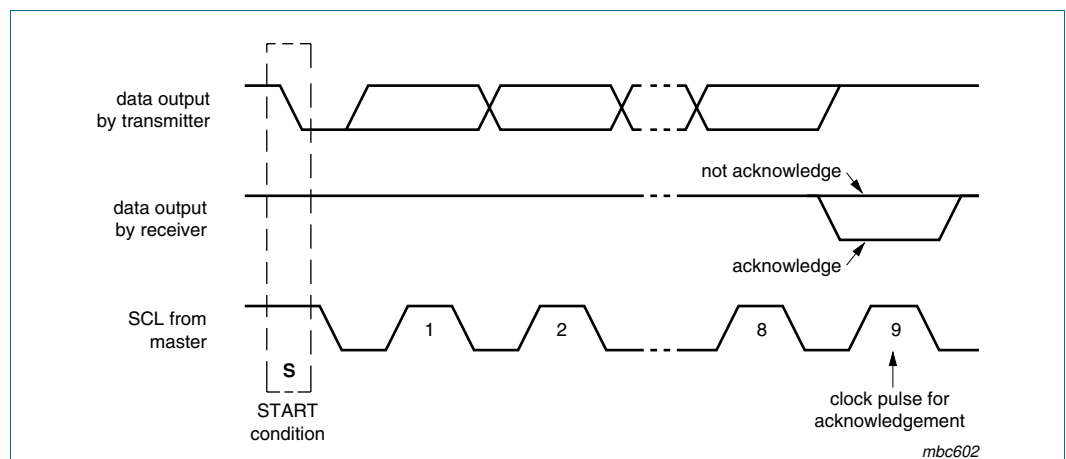 data output
by transmitter
not acknowledge
data output
by receiver
acknowledge
SCL from
master
1
2
8
9
S
START
condition
clock pulse for
acknowledgement
mbc602